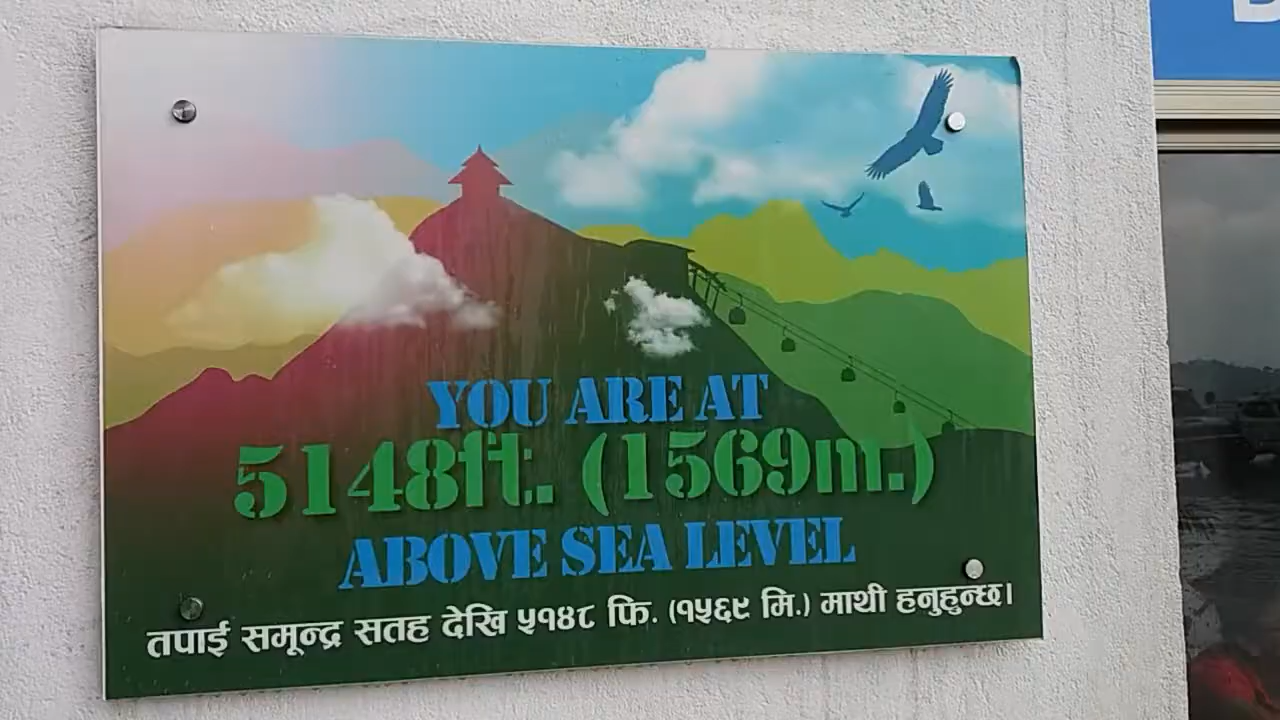 YOU ARE AT
5148ft. (1569m.)
ABOVE SEA LEVEL
तपाई समून्द्र सतह देखि ५१४८ फि. (१५६९ मि.) माथी हनुहुन्छ।